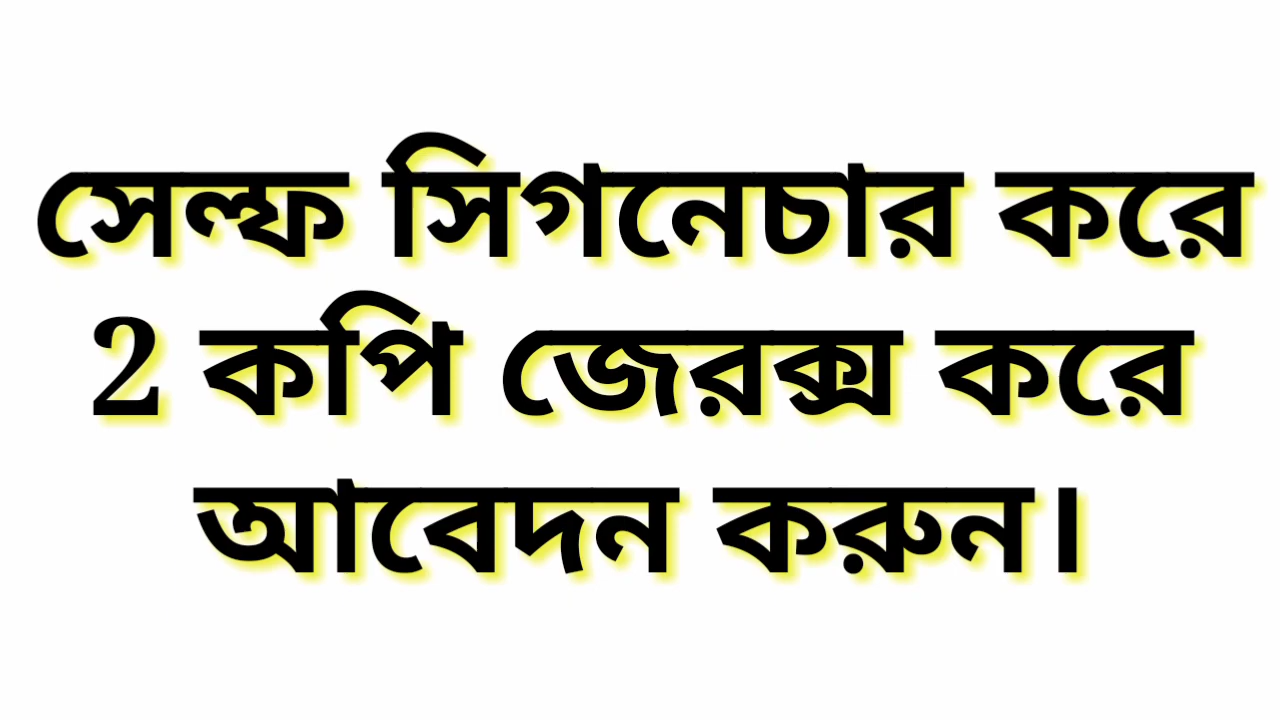 সেল্ফ সিগনেচার করে
2 কপি জেরক্স করে
আবেদন করুন।